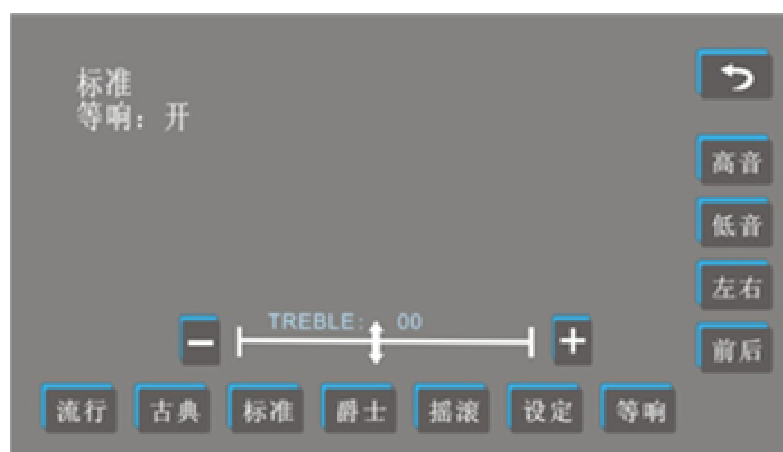 标准
等响：开
高音
低音
左右
前后
TREBLE: 00
- +
流行 古典 标准 爵士 摇滚 设定 等响